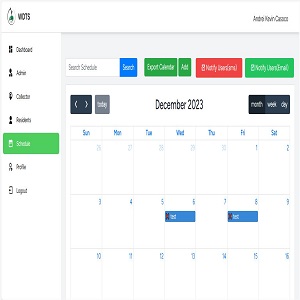 WDTS
Andre Kevin Cassco
Dashboard
Admin
Collector
Residents
Schedule
Profile
Logout
Search Schedule
Search
Export Calendar
Add
Notify Users(sms)
Notify Users(Email)
today
December 2023
month
week
day
Sun Mon Tue Wed Thu Fri Sat
26 27 28 29 30 1 2
3 4 5 6 7 8 9
test
test
10 11 12 13 14 15 16